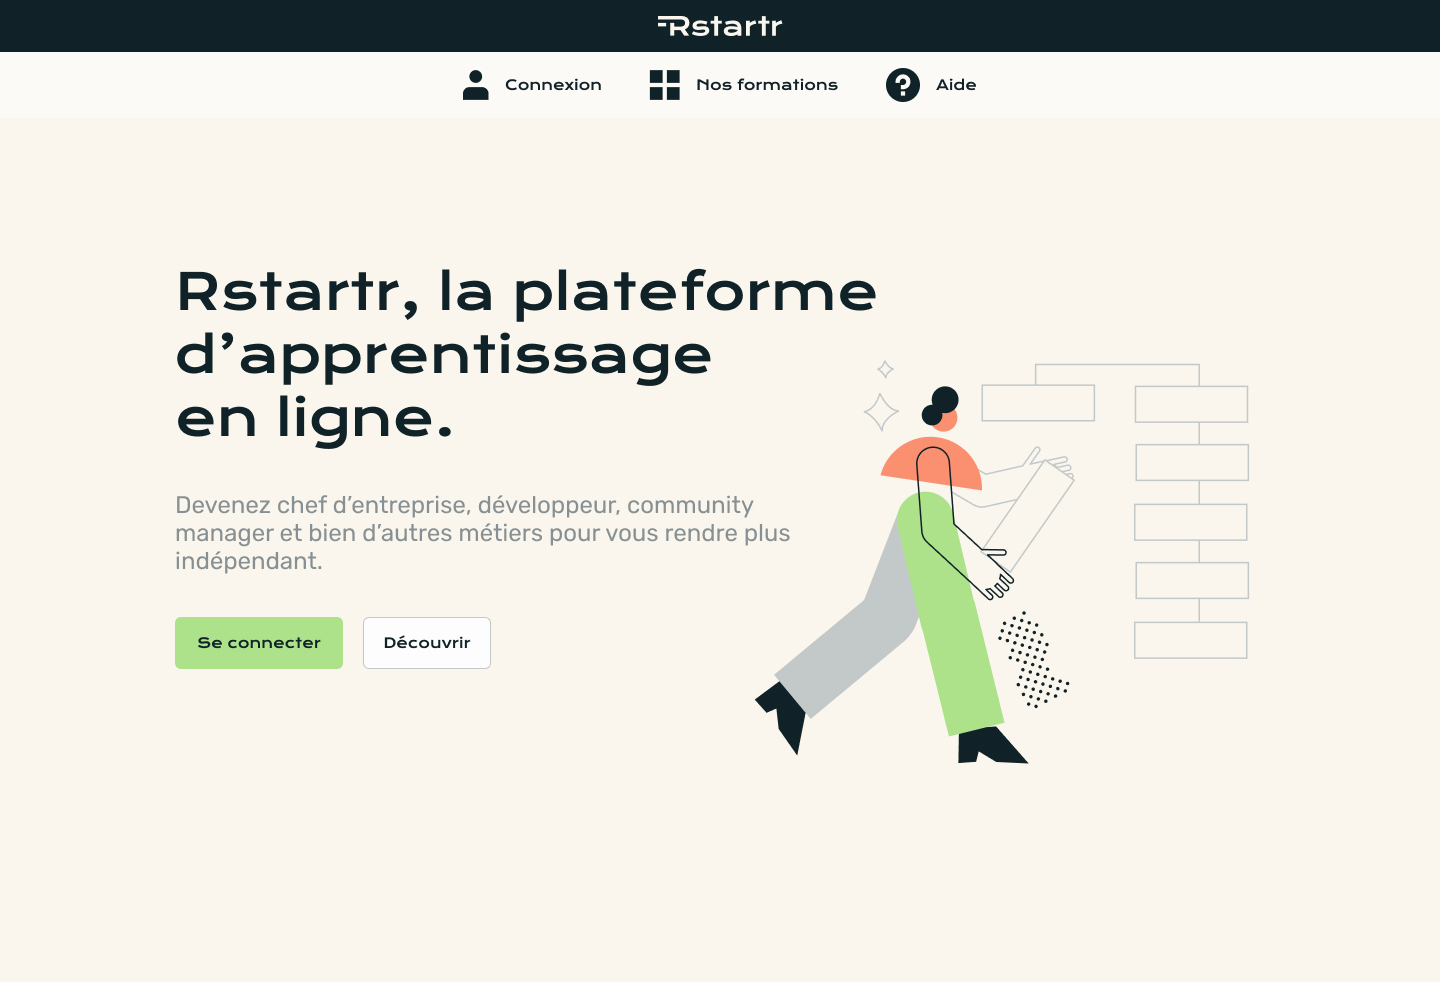 Rstartr
Connexion
Nos formations
Aide
Rstartr, la plateforme
d’apprentissage
en ligne.
Devenez chef d’entreprise, développeur, community
manager et bien d’autres métiers pour vous rendre plus
indépendant.
Se connecter
Découvrir